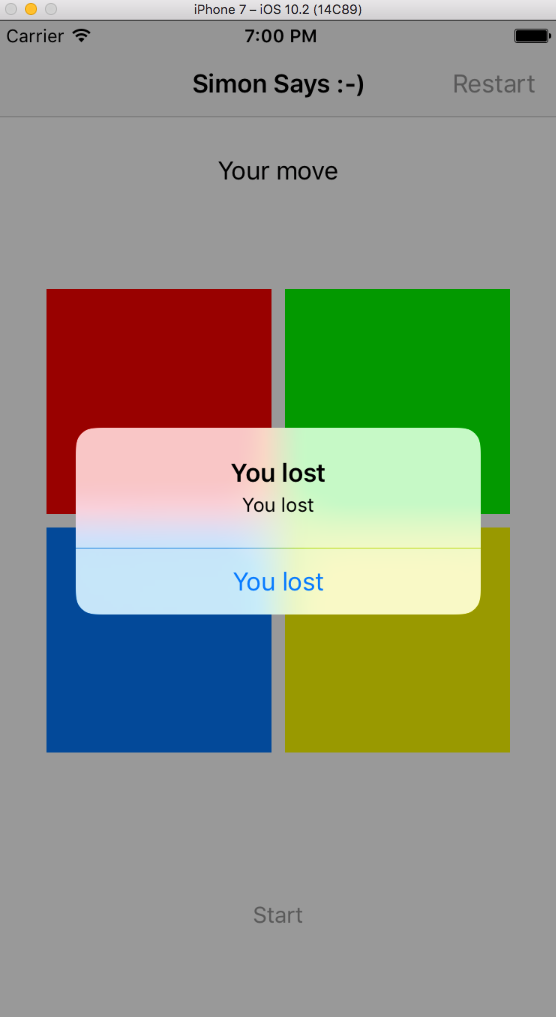 iPhone 7 – iOS 10.2 (14C89)
Carrier 7:00 PM
Simon Says :-) Restart
Your move
You lost
You lost
You lost
Start